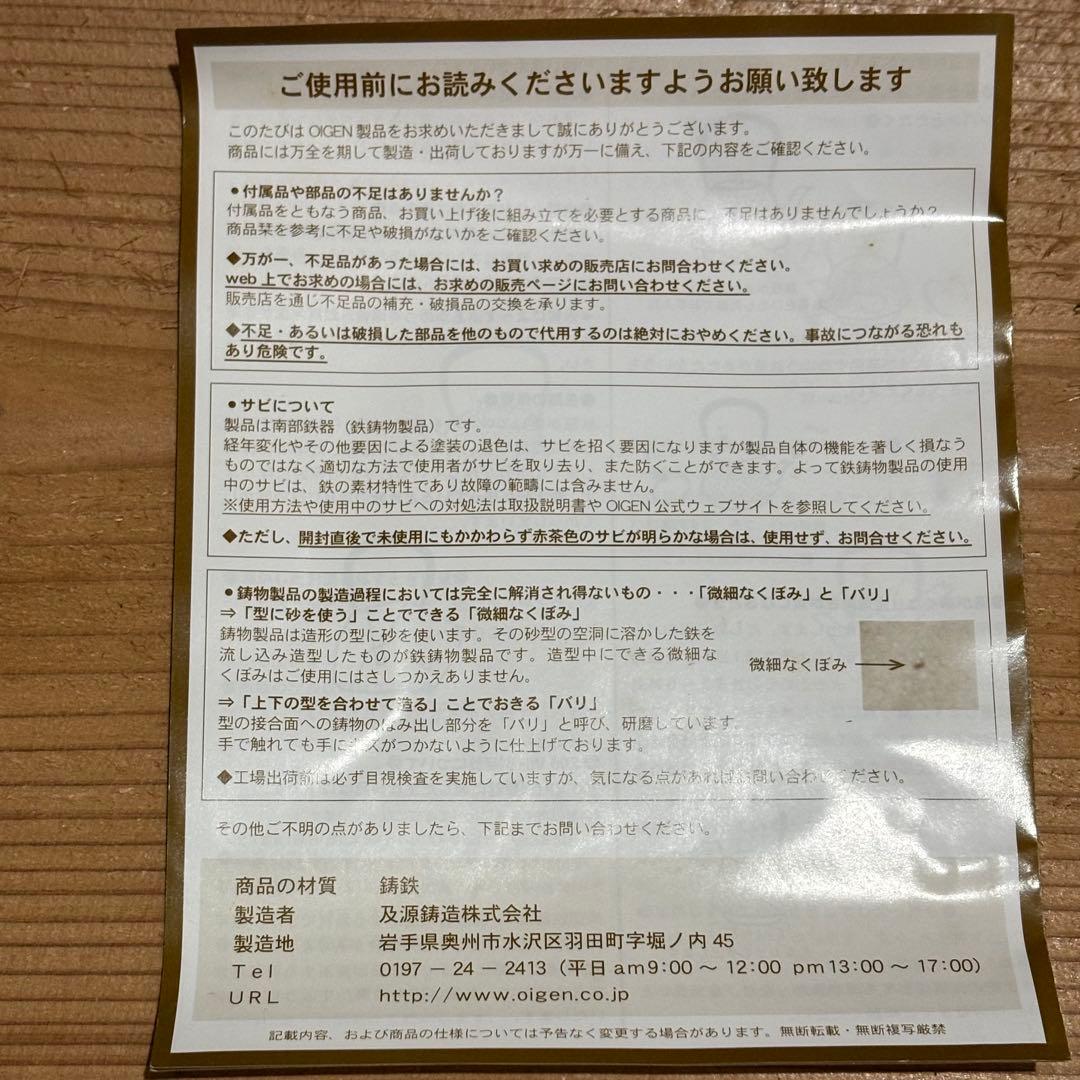 ご使用前にお読みくださいますようお願い致します
このたびは OIGEN 製品をお求めいただきまして誠にありがとうございます。
商品には万全を期して製造・出荷しておりますが万一に備え、下記の内容をご確認ください。
●付属品や部品の不足はありませんか？
付属品をともなう商品、お買い上げ後に組み立てを必要とする商品に、不足はありませんでしょうか？
商品栞を参考に不足や破損がないかをご確認ください。
◆万が一、不足品があった場合には、お買い求めの販売店にお問合わせください。
web 上でお求めの場合には、お求めの販売ページにお問い合わせください。
販売店を通じ不足品の補充・破損品の交換を承ります。
◆不足・あるいは破損した部品を他のもので代用するのは絶対におやめください。事故につながる恐れも
あり危険です。
●サビについて
製品は南部鉄器（鉄鋳物製品）です。
経年変化やその他要因による塗装の退色は、サビを招く要因になりますが製品自体の機能を著しく損なう
ものではなく適切な方法で使用者がサビを取り去り、また防ぐことができます。よって鉄鋳物製品の使用
中のサビは、鉄の素材特性であり故障の範疇には含みません。
※使用方法や使用中のサビへの対処法は取扱説明書や OIGEN 公式ウェブサイトを参照してください。
◆ただし、開封直後で未使用にもかかわらず赤茶色のサビが明らかな場合は、使用せず、お問合せください。
●鋳物製品の製造過程においては完全に解消され得ないもの・・・「微細なくぼみ」と「バリ」
⇒「型に砂を使う」ことでできる「微細なくぼみ」
鋳物製品は造形の型に砂を使います。その砂型の空洞に溶かした鉄を
流し込み造型したものが鉄鋳物製品です。造型中にできる微細な
くぼみはご使用にはさしつかえありません。
微細なくぼみ
⇒「上下の型を合わせて造る」ことでおきる「バリ」
型の接合面への鋳物のはみ出し部分を「バリ」と呼び、研磨しています。
手で触れても手にキズがつかないように仕上げております。
◆工場出荷前は必ず目視検査を実施していますが、気になる点があればお問い合わせください。
その他ご不明の点がありましたら、下記までお問い合わせください。
商品の材質 鋳鉄
製造者 及源鋳造株式会社
製造地 岩手県奥州市水沢区羽田町字堀ノ内 45
Tel 0197 － 24 － 2413（平日 am9:00 ～ 12:00 pm13:00 ～ 17:00）
URL http://www.oigen.co.jp
記載内容、および商品の仕様については予告なく変更する場合があります。無断転載・無断複写厳禁